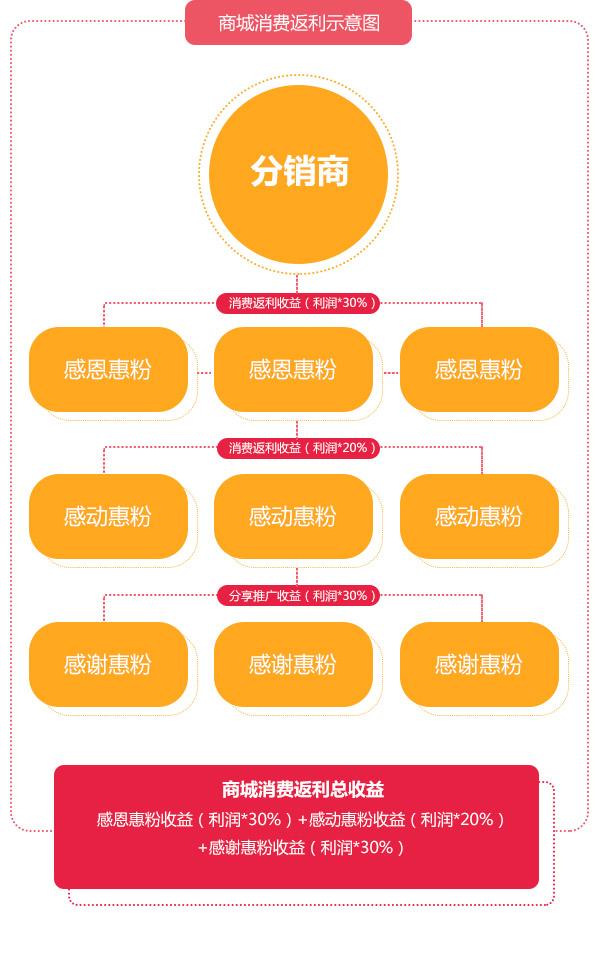 商城消费返利示意图
分销商
消费返利收益（利润*30%）
感恩惠粉 感恩惠粉 感恩惠粉
消费返利收益（利润*20%）
感动惠粉 感动惠粉 感动惠粉
分享推广收益（利润*30%）
感谢惠粉 感谢惠粉 感谢惠粉
商城消费返利总收益
感恩惠粉收益（利润*30%）+感动惠粉收益（利润*20%）
+感谢惠粉收益（利润*30%）